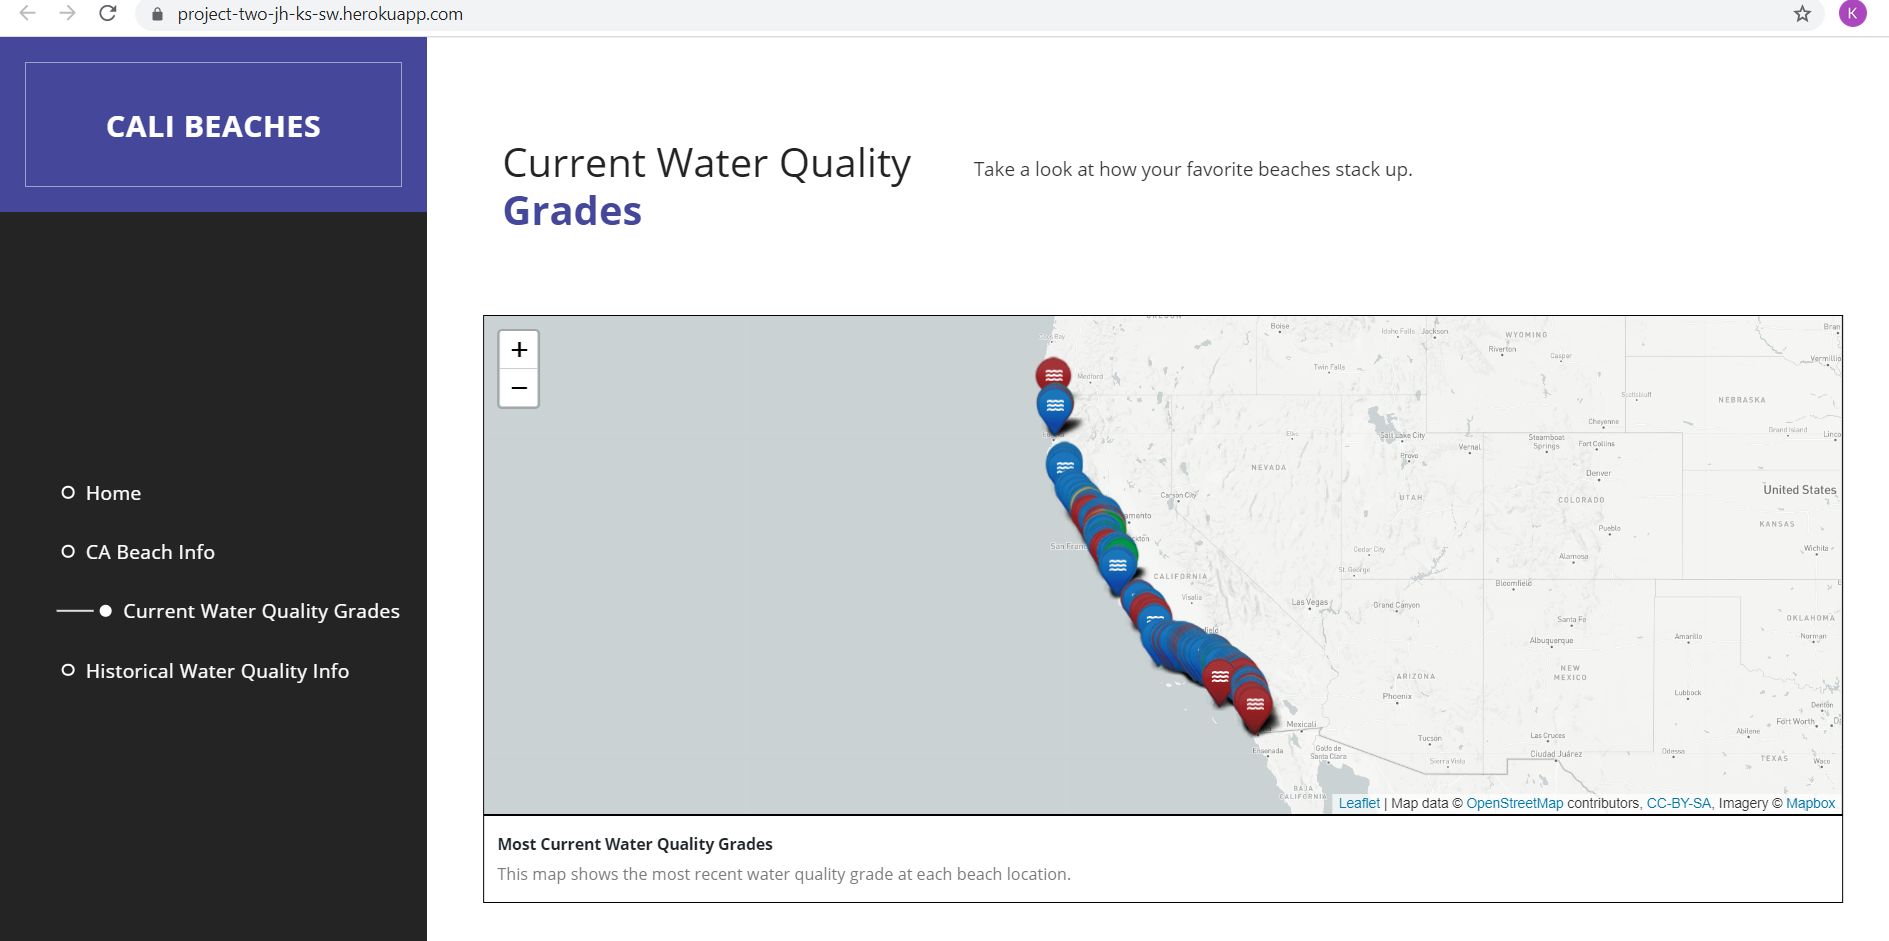 project-two-jh-ks-sw.herokuapp.com
K
CALI BEACHES
Home
CA Beach Info
Current Water Quality Grades
Historical Water Quality Info
Current Water Quality
Grades
Take a look at how your favorite beaches stack up.
+
−
Boise
Idaho Falls
Jackson
WYOMING
Riverton
Casper
Twin Falls
Medford
Scottsbluff
NEBRASKA
Cheyenne
Grand Island
Elko
Salt Lake City
Vernal
Steamboat
Springs
Fort Collins
Provo
Denver
NEVADA
UTAH
COLORADO
United States
Carson City
Pueblo
KANSAS
Cedar City
Wichita
Alamosa
St. George
CALIFORNIA
Visalia
Bloomfield
Las Vegas
Grand Canyon
Santa Fe
OKLAHOMA
Albuquerque
Amarillo
Norman
ARIZONA
NEW
MEXICO
Phoenix
Lubbock
Denton
Fort Worth
Mexicali
Abilene
Tucson
Las Cruces
Ensenada
Golfo de
Santa Clara
Ciudad Juárez
Odessa
Sierra Vista
TEXAS
Waco
BAJA
CALIFORNIA
Leaflet | Map data © OpenStreetMap contributors, CC-BY-SA, Imagery © Mapbox
Most Current Water Quality Grades
This map shows the most recent water quality grade at each beach location.